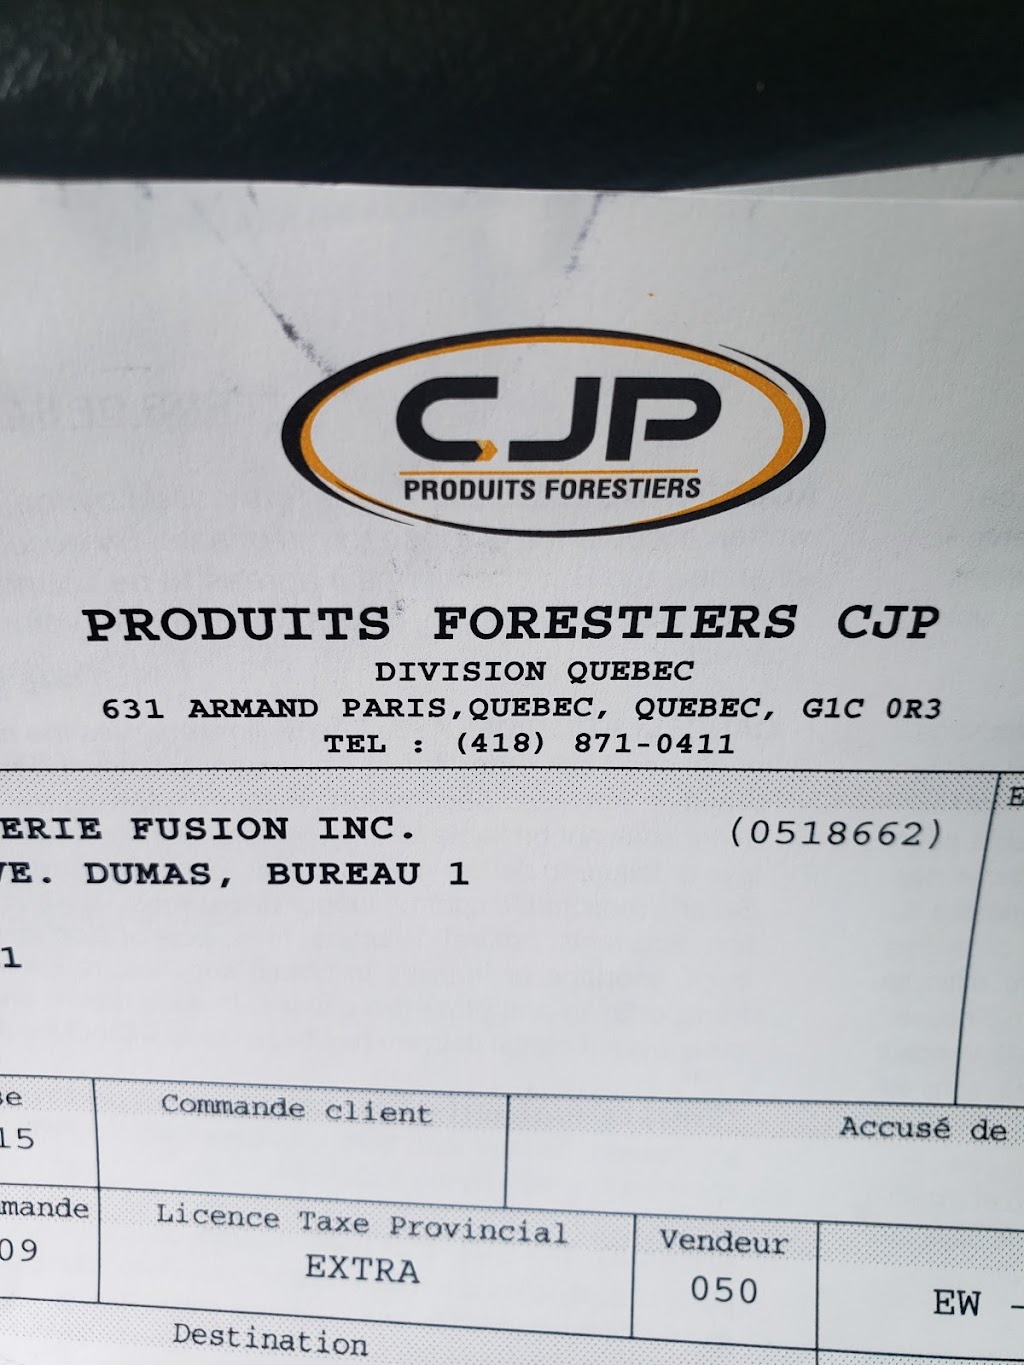 CJP
PRODUITS FORESTIERS
PRODUITS FORESTIERS CJP
DIVISION QUEBEC
631 ARMAND PARIS,QUEBEC, QUEBEC, G1C 0R3
TEL : (418) 871-0411
E
ERIE FUSION INC. (0518662)
VE. DUMAS, BUREAU 1
1
se Commande client Accusé de
15
mande Licence Taxe Provincial Vendeur
09 EXTRA 050 EW -
Destination